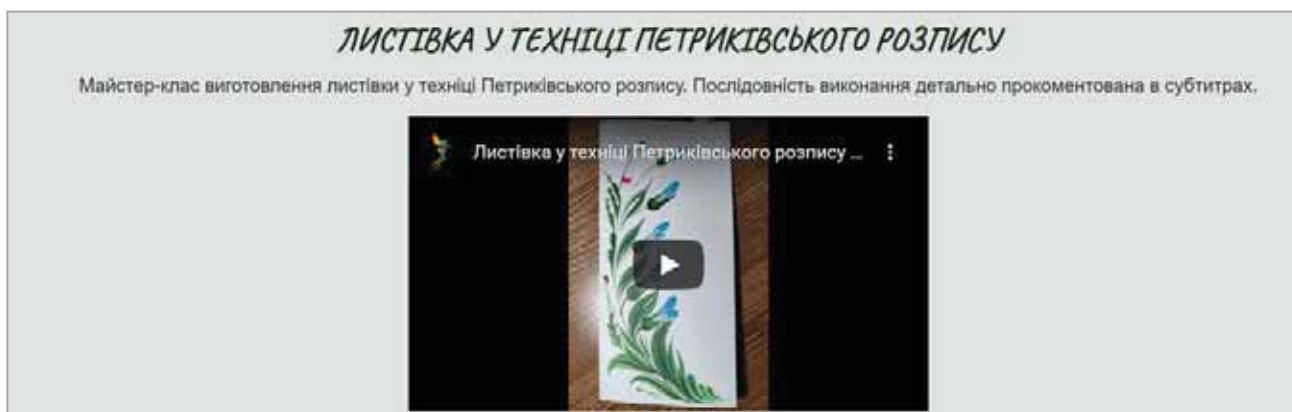 ЛИСТІВКА У ТЕХНІЦІ ПЕТРИКІВСЬКОГО РОЗПИСУ
Майстер-клас виготовлення листівки у техніці Петриківського розпису. Послідовність виконання детально прокоментована в субтитрах.
Листівка у техніці Петриківського розпису ...